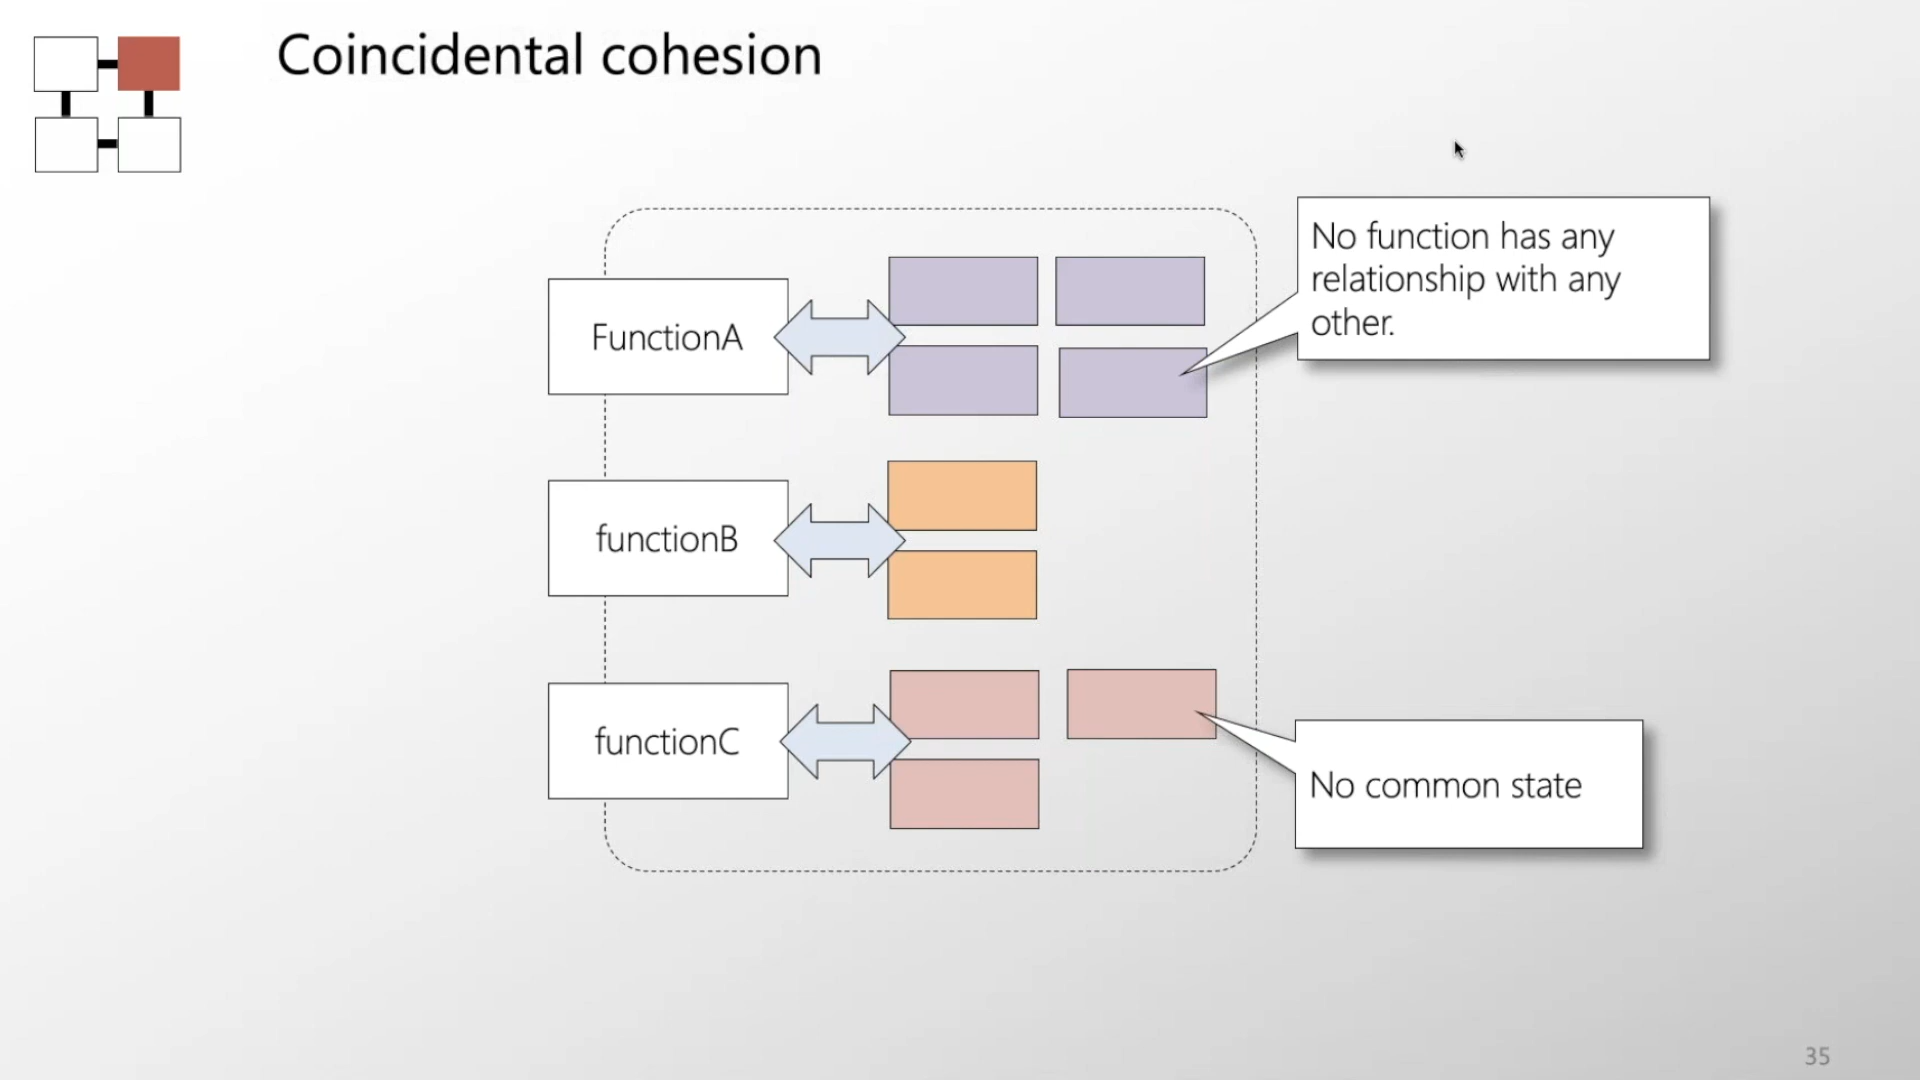 Coincidental cohesion
No function has any
relationship with any
other.
FunctionA
functionB
functionC
No common state
35